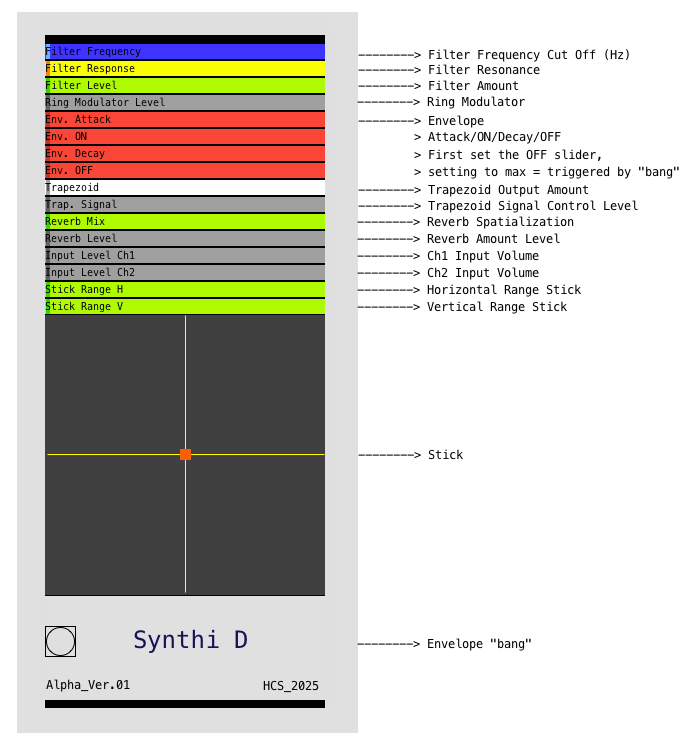 Filter Frequency --------> Filter Frequency Cut Off (Hz)
Filter Response --------> Filter Resonance
Filter Level --------> Filter Amount
Ring Modulator Level --------> Ring Modulator
Env. Attack --------> Envelope
Env. ON > Attack/ON/Decay/OFF
Env. Decay > First set the OFF slider,
Env. OFF > setting to max = triggered by "bang"
Trapezoid --------> Trapezoid Output Amount
Trap. Signal --------> Trapezoid Signal Control Level
Reverb Mix --------> Reverb Spatialization
Reverb Level --------> Reverb Amount Level
Input Level Ch1 --------> Ch1 Input Volume
Input Level Ch2 --------> Ch2 Input Volume
Stick Range H --------> Horizontal Range Stick
Stick Range V --------> Vertical Range Stick
--------> Stick
Synthi D --------> Envelope "bang"
Alpha_Ver.01 HCS_2025